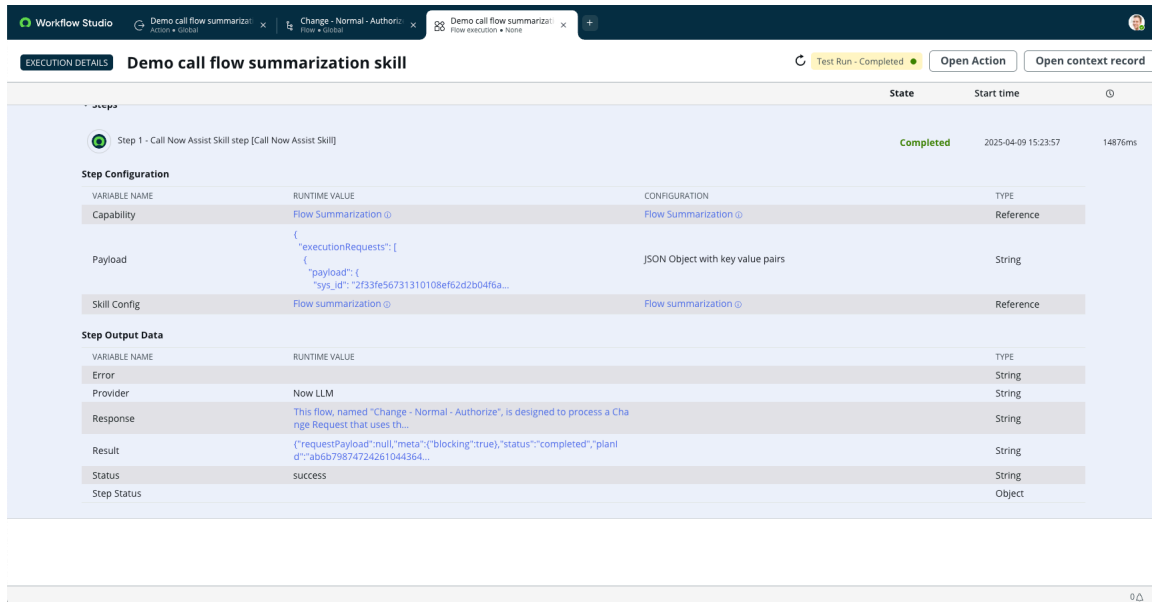 Workflow Studio
Demo call flow summarizati
Action • Global
Change - Normal - Authoriz
Flow • Global
Demo call flow summarizati
Flow execution • None
EXECUTION DETAILS
Demo call flow summarization skill
Test Run - Completed
Open Action
Open context record
State
Start time
Steps
Step 1 - Call Now Assist Skill step [Call Now Assist Skill]
Completed
2025-04-09 15:23:57
14876ms
Step Configuration
VARIABLE NAME RUNTIME VALUE CONFIGURATION TYPE
Capability Flow Summarization Flow Summarization Reference
Payload
{
"executionRequests": [
{
"payload": {
"sys_id": "2f33fe56731310108ef62d2b04f6a...
JSON Object with key value pairs
String
Skill Config Flow summarization Flow summarization Reference
Step Output Data
VARIABLE NAME RUNTIME VALUE TYPE
Error String
Provider Now LLM String
Response
This flow, named "Change - Normal - Authorize", is designed to process a Cha
nge Request that uses th...
String
Result
{"requestPayload":null,"meta":{"blocking":true},"status":"completed","planI
d":"ab6b79874724261044364...
String
Status success String
Step Status Object
0